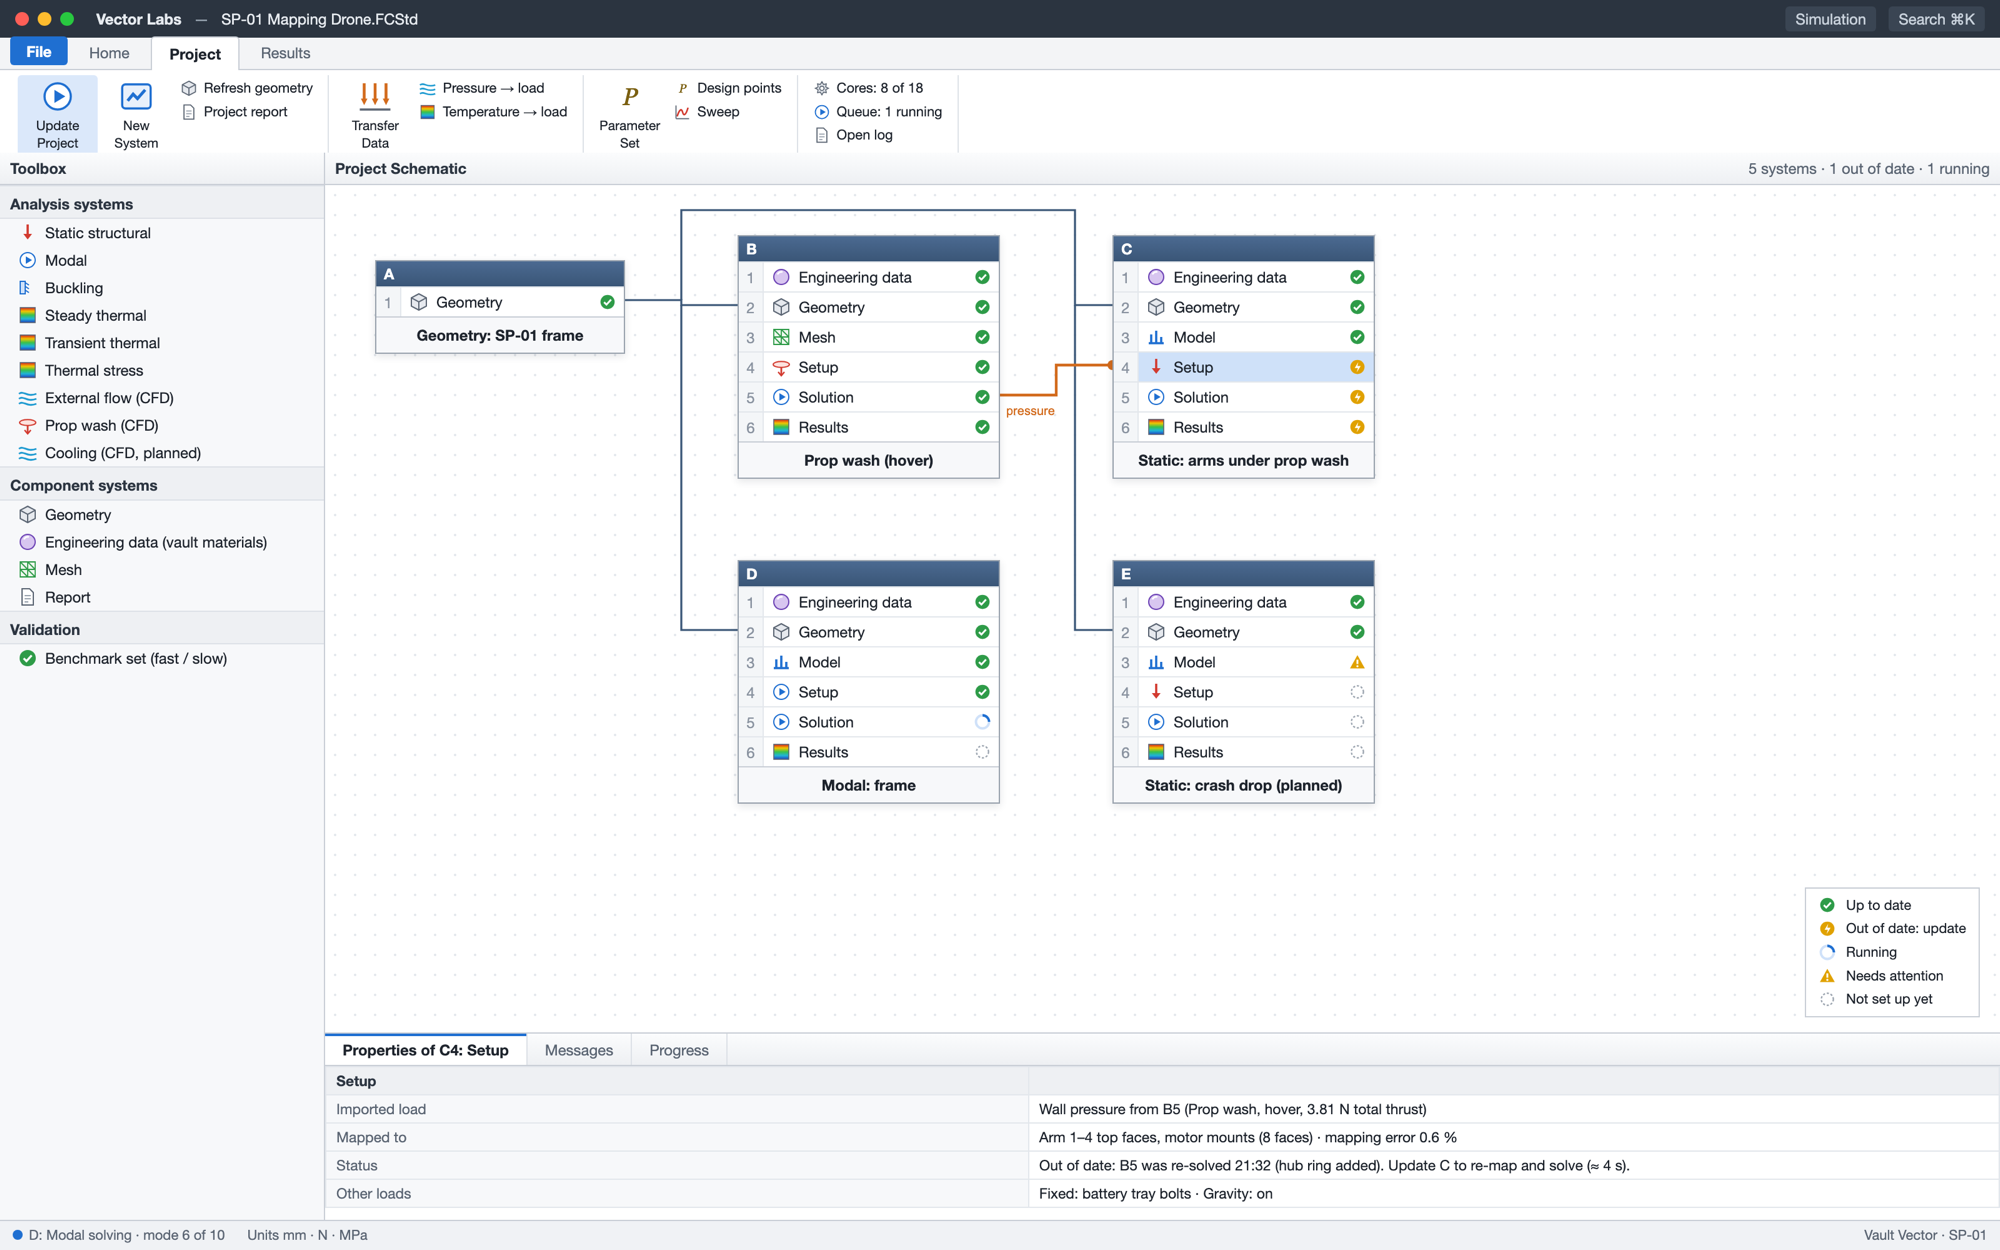 Vector Labs — SP-01 Mapping Drone.FCStd
Simulation
Search ⌘K
File
Home
Project
Results
Update Project
New System
Refresh geometry
Project report
Transfer Data
Pressure → load
Temperature → load
P
Parameter Set
P Design points
Sweep
Cores: 8 of 18
Queue: 1 running
Open log
Toolbox
Analysis systems
Static structural
Modal
Buckling
Steady thermal
Transient thermal
Thermal stress
External flow (CFD)
Prop wash (CFD)
Cooling (CFD, planned)
Component systems
Geometry
Engineering data (vault materials)
Mesh
Report
Validation
Benchmark set (fast / slow)
Project Schematic
5 systems · 1 out of date · 1 running
A
1 Geometry
Geometry: SP-01 frame
B
1 Engineering data
2 Geometry
3 Mesh
4 Setup
5 Solution
6 Results
Prop wash (hover)
pressure
C
1 Engineering data
2 Geometry
3 Model
4 Setup
5 Solution
6 Results
Static: arms under prop wash
D
1 Engineering data
2 Geometry
3 Model
4 Setup
5 Solution
6 Results
Modal: frame
E
1 Engineering data
2 Geometry
3 Model
4 Setup
5 Solution
6 Results
Static: crash drop (planned)
Up to date
Out of date: update
Running
Needs attention
Not set up yet
Properties of C4: Setup
Messages
Progress
Setup
Imported load
Wall pressure from B5 (Prop wash, hover, 3.81 N total thrust)
Mapped to
Arm 1–4 top faces, motor mounts (8 faces) · mapping error 0.6 %
Status
Out of date: B5 was re-solved 21:32 (hub ring added). Update C to re-map and solve (≈ 4 s).
Other loads
Fixed: battery tray bolts · Gravity: on
D: Modal solving · mode 6 of 10
Units mm · N · MPa
Vault Vector · SP-01